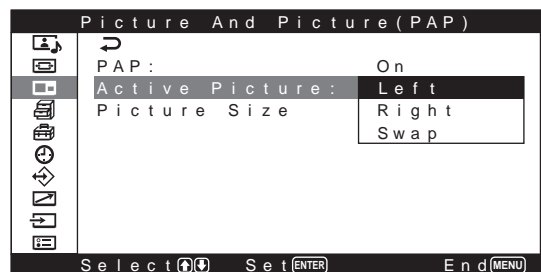 Picture And Picture(PAP)
PAP: On
Active Picture: Left
Picture Size Right
Swap
Select Set ENTER End MENU